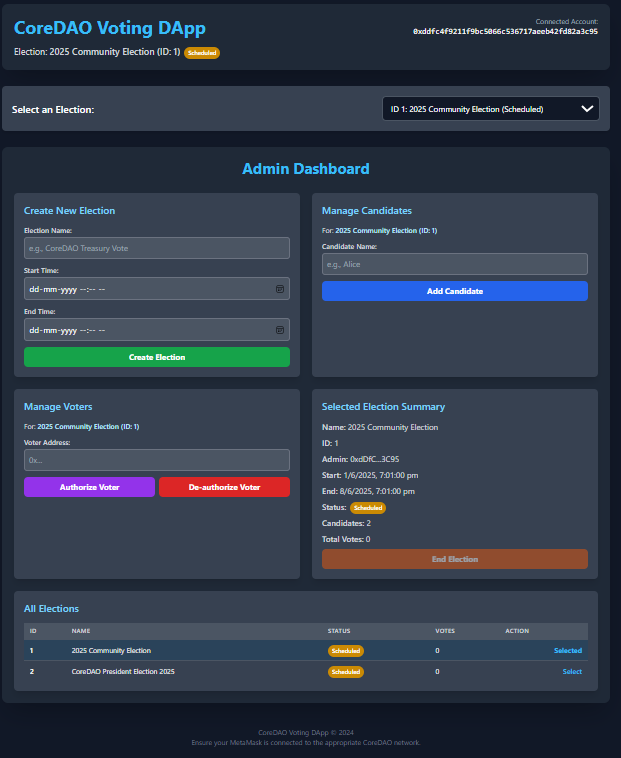 CoreDAO Voting DApp
Election: 2025 Community Election (ID: 1) Scheduled
Connected Account:
0xddfc4f9211f9bc5066c536717aeeb42fd82a3c95
Select an Election:
ID 1: 2025 Community Election (Scheduled)
Admin Dashboard
Create New Election
Election Name:
e.g., CoreDAO Treasury Vote
Start Time:
dd-mm-yyyy --:-- --
End Time:
dd-mm-yyyy --:-- --
Create Election
Manage Candidates
For: 2025 Community Election (ID: 1)
Candidate Name:
e.g., Alice
Add Candidate
Manage Voters
For: 2025 Community Election (ID: 1)
Voter Address:
0x...
Authorize Voter De-authorize Voter
Selected Election Summary
Name: 2025 Community Election
ID: 1
Admin: 0xdDfC...3C95
Start: 1/6/2025, 7:01:00 pm
End: 8/6/2025, 7:01:00 pm
Status: Scheduled
Candidates: 2
Total Votes: 0
End Election
All Elections
ID NAME STATUS VOTES ACTION
1 2025 Community Election Scheduled 0 Selected
2 CoreDAO President Election 2025 Scheduled 0 Select
CoreDAO Voting DApp © 2024
Ensure your MetaMask is connected to the appropriate CoreDAO network.